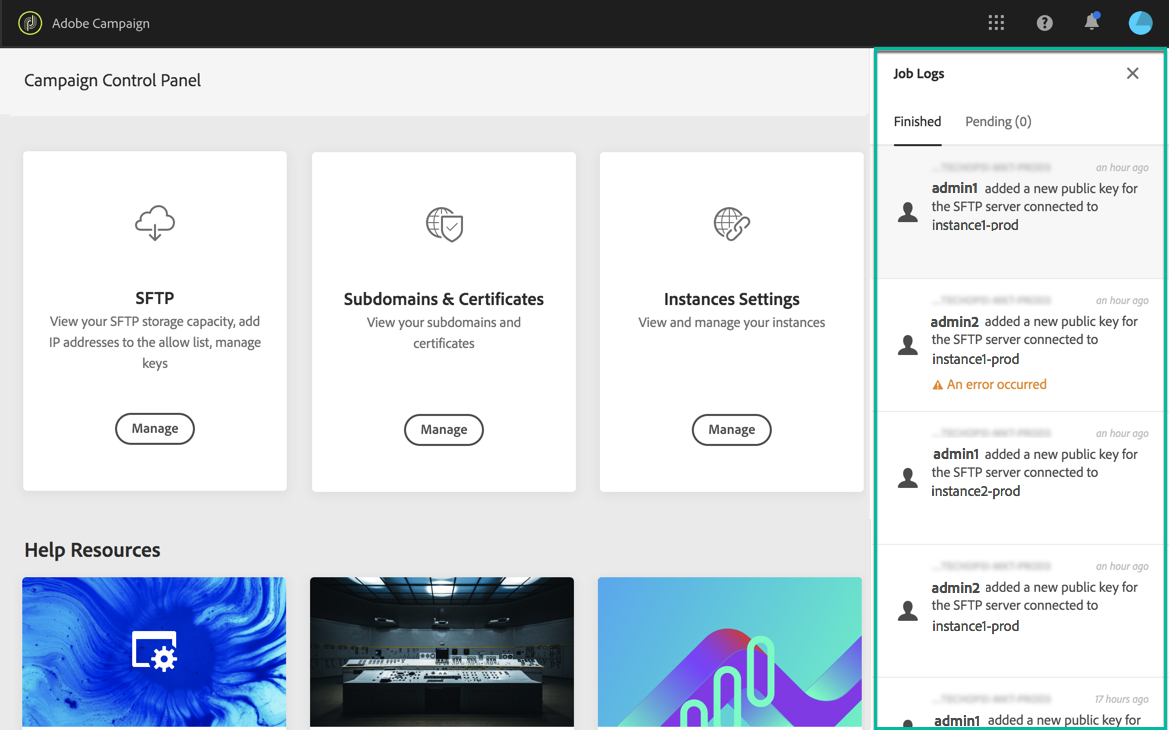 Adobe Campaign
Campaign Control Panel
SFTP
View your SFTP storage capacity, add
IP addresses to the allow list, manage
keys
Manage
Subdomains & Certificates
View your subdomains and
certificates
Manage
Instances Settings
View and manage your instances
Manage
Help Resources
Job Logs
Finished
Pending (0)
an hour ago
admin1 added a new public key for
the SFTP server connected to
instance1-prod
an hour ago
admin2 added a new public key for
the SFTP server connected to
instance1-prod
An error occurred
an hour ago
admin1 added a new public key for
the SFTP server connected to
instance2-prod
an hour ago
admin2 added a new public key for
the SFTP server connected to
instance1-prod
17 hours ago
admin1 added a new public key for